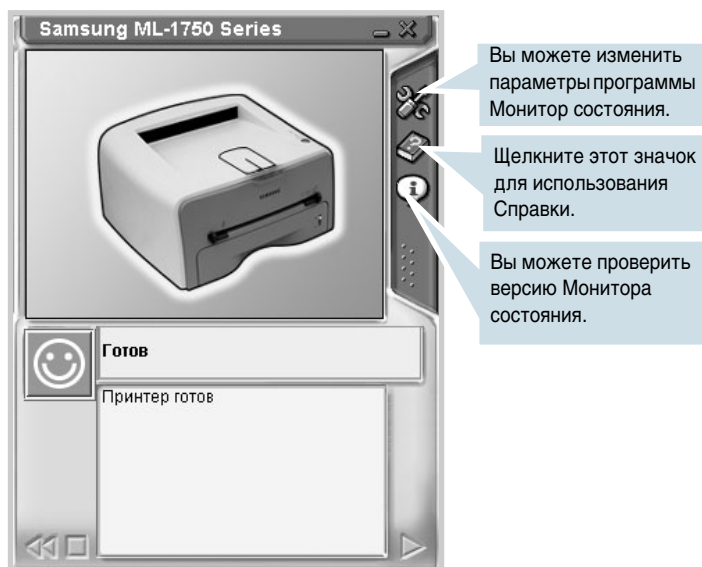 Samsung ML-1750 Series
Вы можете изменить
параметры программы
Монитор состояния.
Щелкните этот значок
для использования
Справки.
Вы можете проверить
версию Монитора
состояния.
Готов
Принтер готов